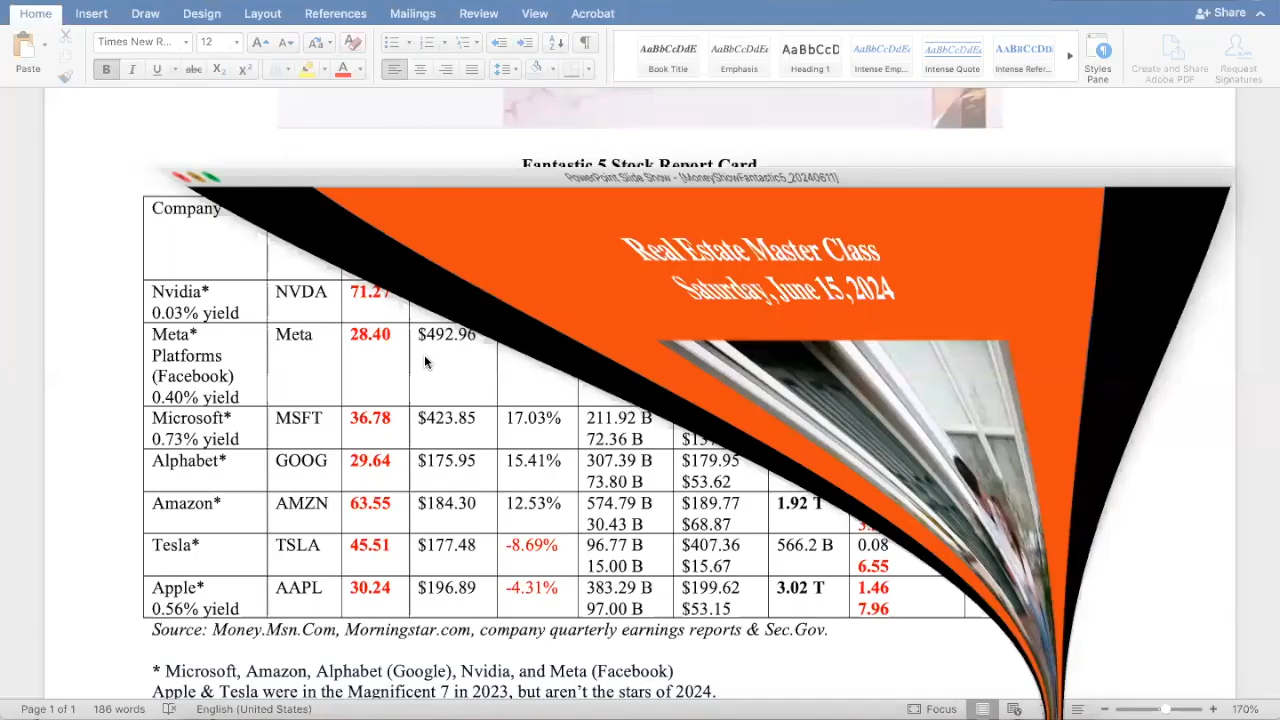 Home Insert Draw Design Layout References Mailings Review View Acrobat Share
Times New R... 12
Paste
AaBbCcDdE AaBbCcDdEe AaBbCcD AaBbCcDdEe AaBbCcDdEe AaBbCcDd
Book Title Emphasis Heading 1 Intense Emp... Intense Quote Intense Refer...
Styles Pane
Create and Share Adobe PDF
Request Signatures
Fantastic 5 Stock Report Card
PowerPoint Slide Show - [MoneyShowFantastic5_20240611]
Real Estate Master Class
Saturday, June 15, 2024
Company
Nvidia* NVDA 71.27
0.03% yield
Meta* Meta 28.40 $492.96
Platforms
(Facebook)
0.40% yield
Microsoft* MSFT 36.78 $423.85 17.03% 211.92 B
0.73% yield 72.36 B
Alphabet* GOOG 29.64 $175.95 15.41% 307.39 B $179.95
73.80 B $53.62
Amazon* AMZN 63.55 $184.30 12.53% 574.79 B $189.77 1.92 T
30.43 B $68.87
Tesla* TSLA 45.51 $177.48 -8.69% 96.77 B $407.36 566.2 B 0.08
15.00 B $15.67 6.55
Apple* AAPL 30.24 $196.89 -4.31% 383.29 B $199.62 3.02 T 1.46
0.56% yield 97.00 B $53.15 7.96
Source: Money.Msn.Com, Morningstar.com, company quarterly earnings reports & Sec.Gov.
* Microsoft, Amazon, Alphabet (Google), Nvidia, and Meta (Facebook)
Apple & Tesla were in the Magnificent 7 in 2023, but aren't the stars of 2024.
Page 1 of 1 186 words English (United States) Focus 170%